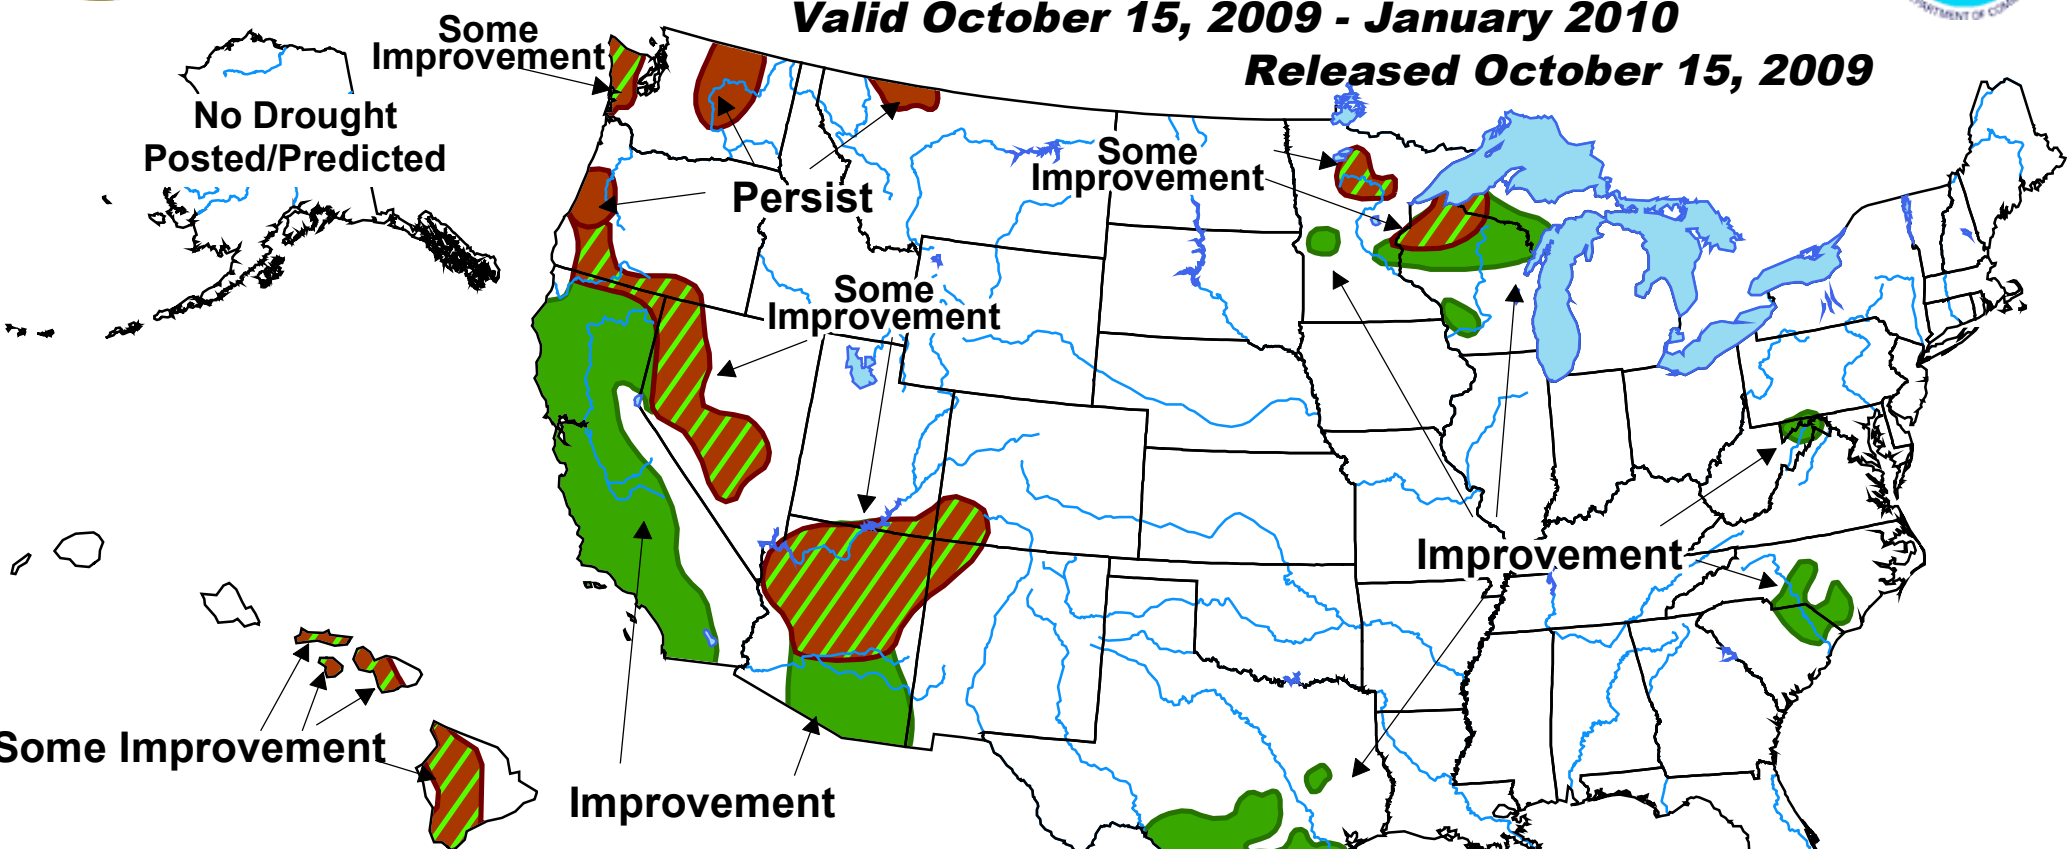 Valid October 15, 2009 - January 2010
Released October 15, 2009
Some
Improvement
No Drought
Posted/Predicted
Persist
Some
Improvement
Some
Improvement
Improvement
Some Improvement
Improvement